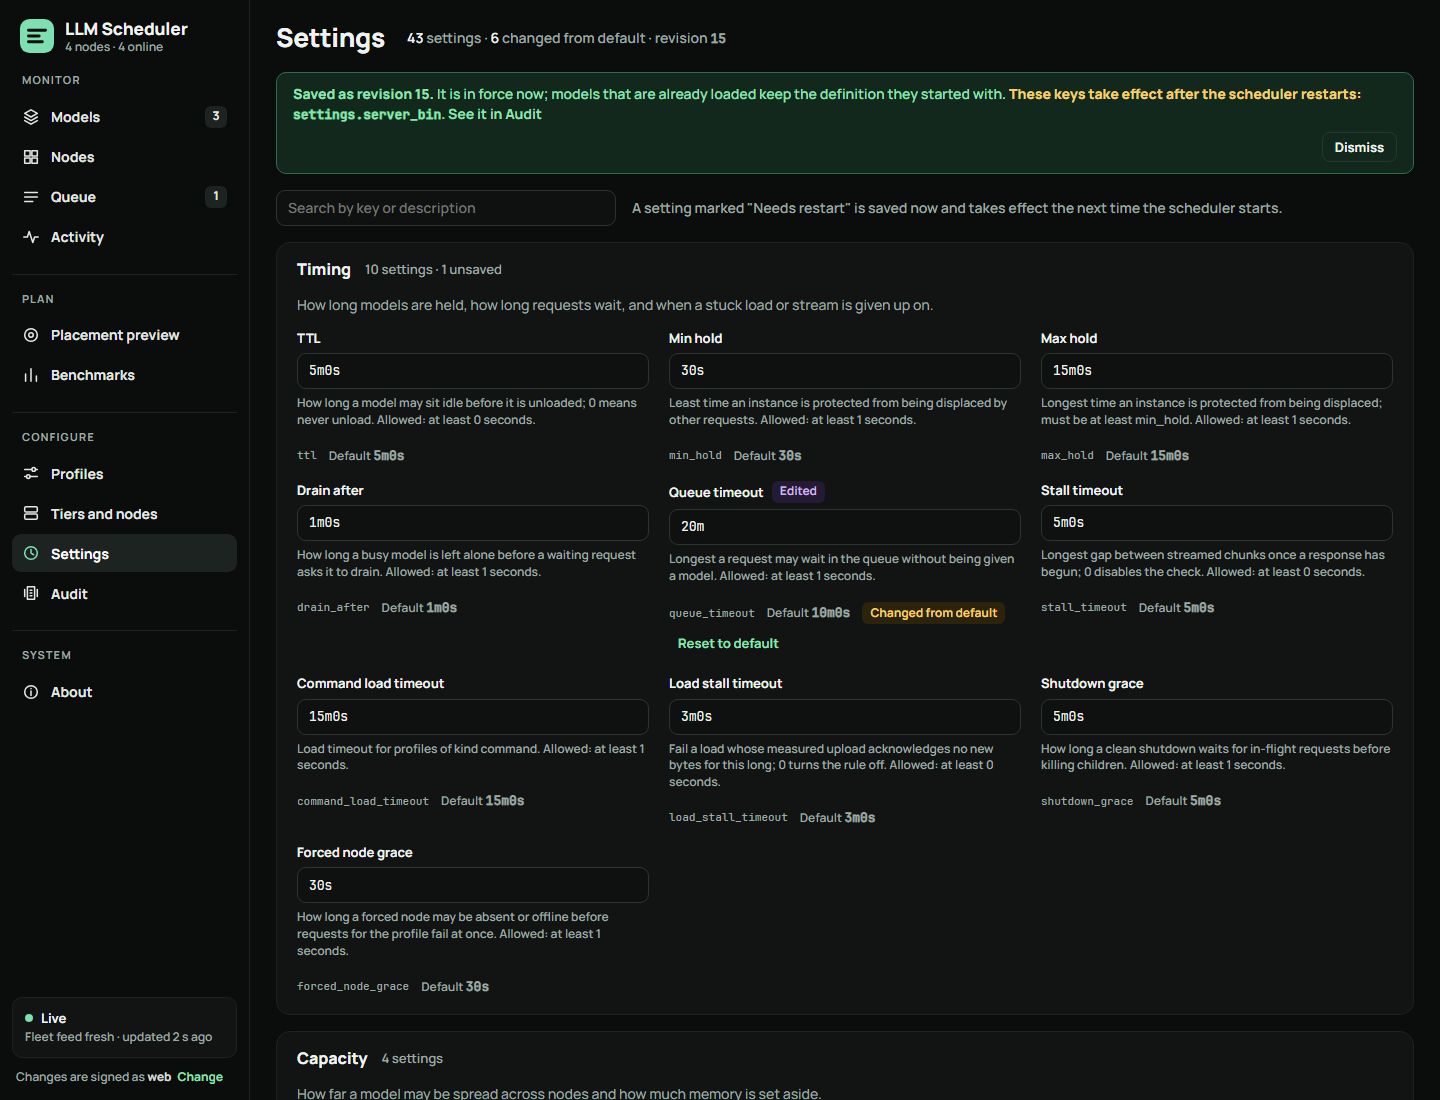 LLM Scheduler
4 nodes · 4 online
MONITOR
Models 3
Nodes
Queue 1
Activity
PLAN
Placement preview
Benchmarks
CONFIGURE
Profiles
Tiers and nodes
Settings
Audit
SYSTEM
About
Live
Fleet feed fresh · updated 2 s ago
Changes are signed as web Change
Settings 43 settings · 6 changed from default · revision 15
Saved as revision 15. It is in force now; models that are already loaded keep the definition they started with. These keys take effect after the scheduler restarts:
settings.server_bin. See it in Audit
Dismiss
Search by key or description
A setting marked "Needs restart" is saved now and takes effect the next time the scheduler starts.
Timing 10 settings · 1 unsaved
How long models are held, how long requests wait, and when a stuck load or stream is given up on.
TTL
5m0s
How long a model may sit idle before it is unloaded; 0 means
never unload. Allowed: at least 0 seconds.
ttl Default 5m0s
Min hold
30s
Least time an instance is protected from being displaced by
other requests. Allowed: at least 1 seconds.
min_hold Default 30s
Max hold
15m0s
Longest time an instance is protected from being displaced;
must be at least min_hold. Allowed: at least 1 seconds.
max_hold Default 15m0s
Drain after
1m0s
How long a busy model is left alone before a waiting request
asks it to drain. Allowed: at least 1 seconds.
drain_after Default 1m0s
Queue timeout Edited
20m
Longest a request may wait in the queue without being given
a model. Allowed: at least 1 seconds.
queue_timeout Default 10m0s Changed from default
Reset to default
Stall timeout
5m0s
Longest gap between streamed chunks once a response has
begun; 0 disables the check. Allowed: at least 0 seconds.
stall_timeout Default 5m0s
Command load timeout
15m0s
Load timeout for profiles of kind command. Allowed: at least 1
seconds.
command_load_timeout Default 15m0s
Load stall timeout
3m0s
Fail a load whose measured upload acknowledges no new
bytes for this long; 0 turns the rule off. Allowed: at least 0
seconds.
load_stall_timeout Default 3m0s
Shutdown grace
5m0s
How long a clean shutdown waits for in-flight requests before
killing children. Allowed: at least 1 seconds.
shutdown_grace Default 5m0s
Forced node grace
30s
How long a forced node may be absent or offline before
requests for the profile fail at once. Allowed: at least 1
seconds.
forced_node_grace Default 30s
Capacity 4 settings
How far a model may be spread across nodes and how much memory is set aside.